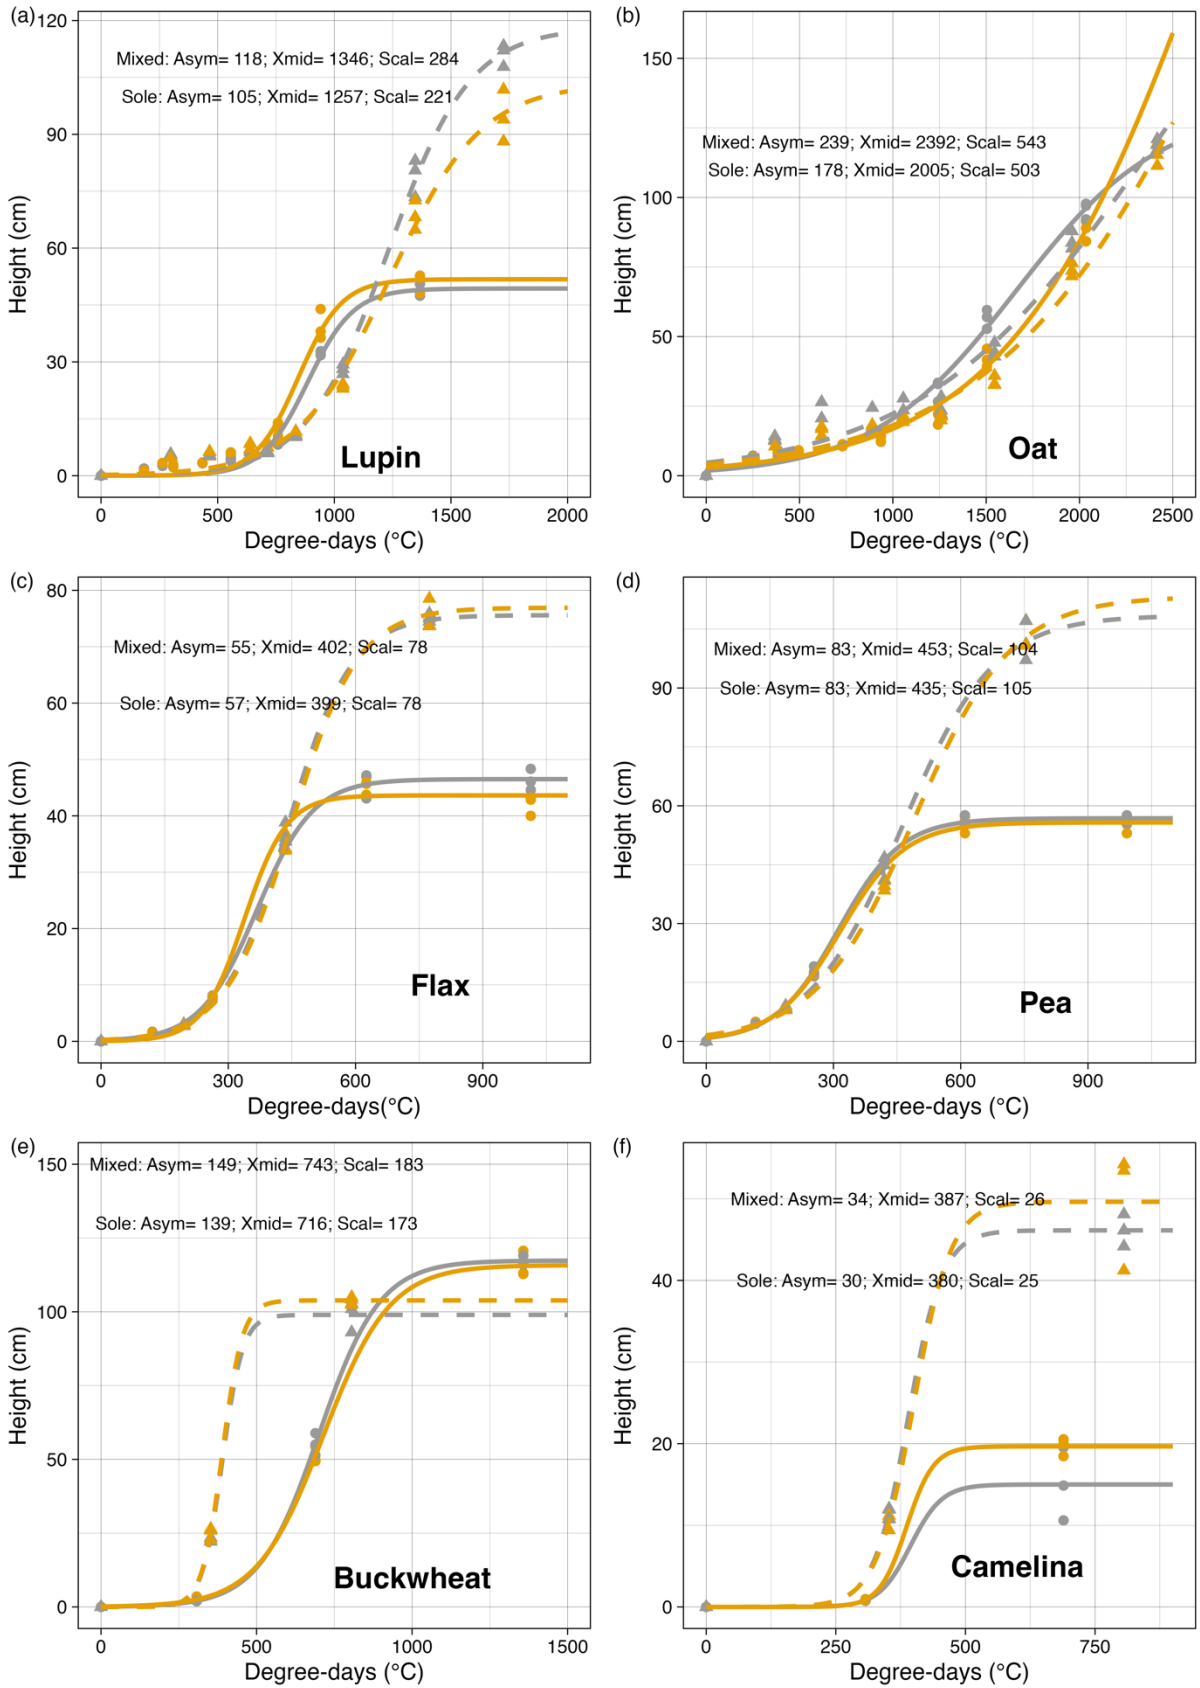 (a)
120
90
60
30
0
Height (cm)
Mixed: Asym= 118; Xmid= 1346; Scal= 284
Sole: Asym= 105; Xmid= 1257; Scal= 221
Lupin
0 500 1000 1500 2000
Degree-days (°C)
(b)
150
100
50
0
Height (cm)
Mixed: Asym= 239; Xmid= 2392; Scal= 543
Sole: Asym= 178; Xmid= 2005; Scal= 503
Oat
0 500 1000 1500 2000 2500
Degree-days (°C)
(c)
80
60
40
20
0
Height (cm)
Mixed: Asym= 55; Xmid= 402; Scal= 78
Sole: Asym= 57; Xmid= 399; Scal= 78
Flax
0 300 600 900
Degree-days(°C)
(d)
90
60
30
0
Height (cm)
Mixed: Asym= 83; Xmid= 453; Scal= 104
Sole: Asym= 83; Xmid= 435; Scal= 105
Pea
0 300 600 900
Degree-days (°C)
(e)
150
100
50
0
Height (cm)
Mixed: Asym= 149; Xmid= 743; Scal= 183
Sole: Asym= 139; Xmid= 716; Scal= 173
Buckwheat
0 500 1000 1500
Degree-days (°C)
(f)
40
20
0
Height (cm)
Mixed: Asym= 34; Xmid= 387; Scal= 26
Sole: Asym= 30; Xmid= 380; Scal= 25
Camelina
0 250 500 750
Degree-days (°C)